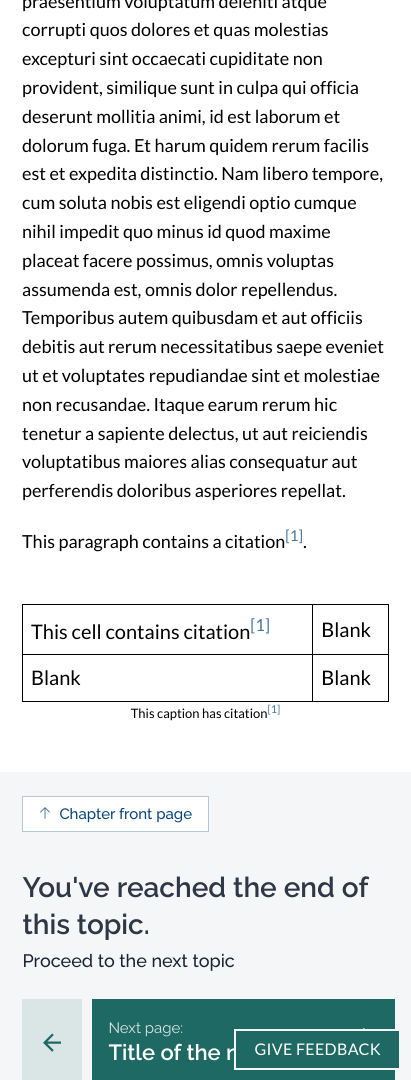 praesentium voluptatum deleniti atque
corrupti quos dolores et quas molestias
excepturi sint occaecati cupiditate non
provident, similique sunt in culpa qui officia
deserunt mollitia animi, id est laborum et
dolorum fuga. Et harum quidem rerum facilis
est et expedita distinctio. Nam libero tempore,
cum soluta nobis est eligendi optio cumque
nihil impedit quo minus id quod maxime
placeat facere possimus, omnis voluptas
assumenda est, omnis dolor repellendus.
Temporibus autem quibusdam et aut officiis
debitis aut rerum necessitatibus saepe eveniet
ut et voluptates repudiandae sint et molestiae
non recusandae. Itaque earum rerum hic
tenetur a sapiente delectus, ut aut reiciendis
voluptatibus maiores alias consequatur aut
perferendis doloribus asperiores repellat.
This paragraph contains a citation[1].
This cell contains citation[1] Blank
Blank Blank
This caption has citation[1]
↑ Chapter front page
You've reached the end of
this topic.
Proceed to the next topic
Next page:
Title of the
GIVE FEEDBACK